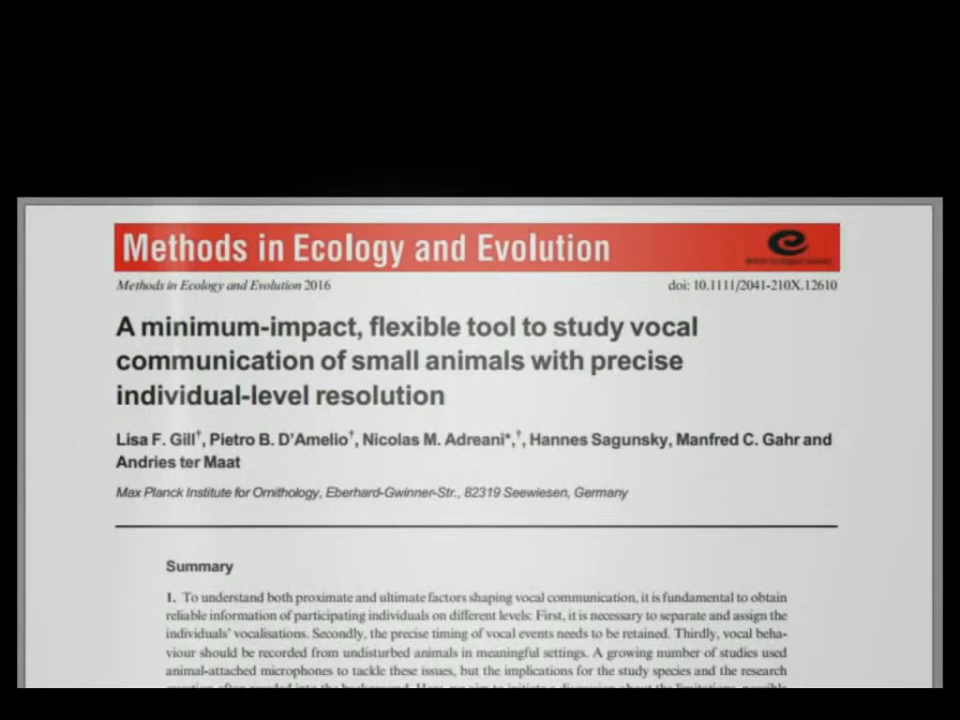 Methods in Ecology and Evolution
Methods in Ecology and Evolution 2016
doi: 10.1111/2041-210X.12610
A minimum-impact, flexible tool to study vocal
communication of small animals with precise
individual-level resolution
Lisa F. Gill†, Pietro B. D'Amelio†, Nicolas M. Adreani*,†, Hannes Sagunsky, Manfred C. Gahr and
Andries ter Maat
Max Planck Institute for Ornithology, Eberhard-Gwinner-Str., 82319 Seewiesen, Germany
Summary
1. To understand both proximate and ultimate factors shaping vocal communication, it is fundamental to obtain
reliable information of participating individuals on different levels: First, it is necessary to separate and assign the
individuals' vocalisations. Secondly, the precise timing of vocal events needs to be retained. Thirdly, vocal beha-
viour should be recorded from undisturbed animals in meaningful settings. A growing number of studies used
animal-attached microphones to tackle these issues, but the implications for the study species and the research